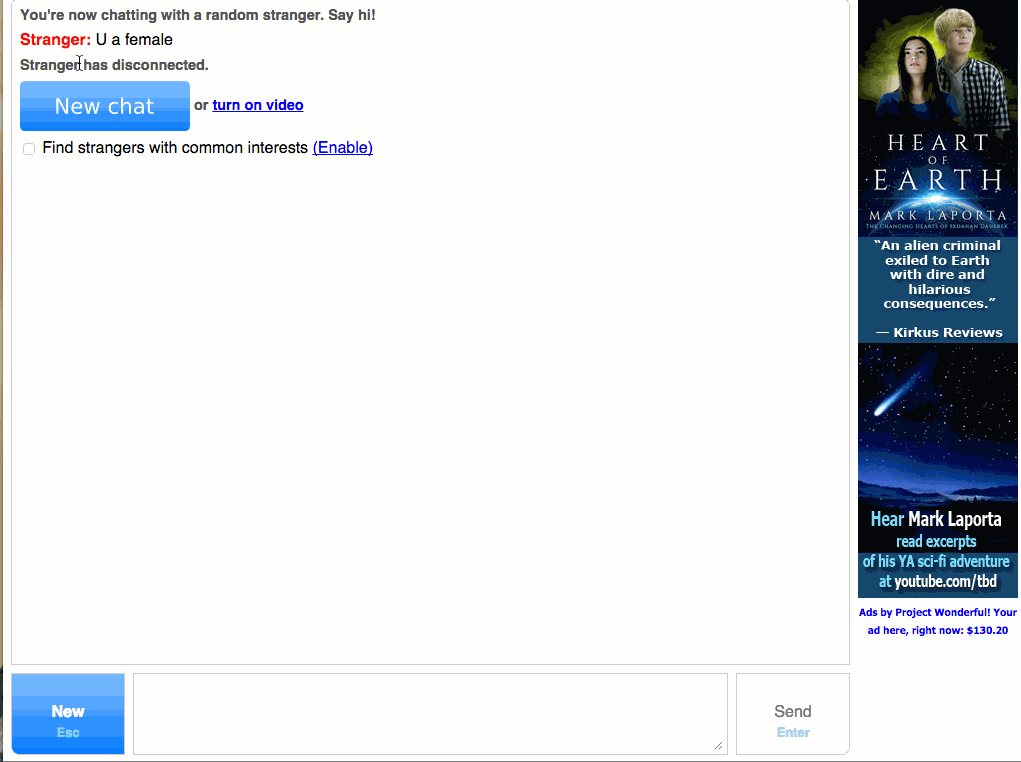 You're now chatting with a random stranger. Say hi!
Stranger: U a female
Stranger has disconnected.
New chat or turn on video
Find strangers with common interests (Enable)
New
Esc
Send
Enter
HEART
OF
EARTH
MARK LAPORTA
THE CHANGING HEARTS OF IXDAHAN DAHEREK
“An alien criminal
exiled to Earth
with dire and
hilarious
consequences.”
— Kirkus Reviews
Hear Mark Laporta
read excerpts
of his YA sci-fi adventure
at youtube.com/tbd
Ads by Project Wonderful! Your
ad here, right now: $130.20